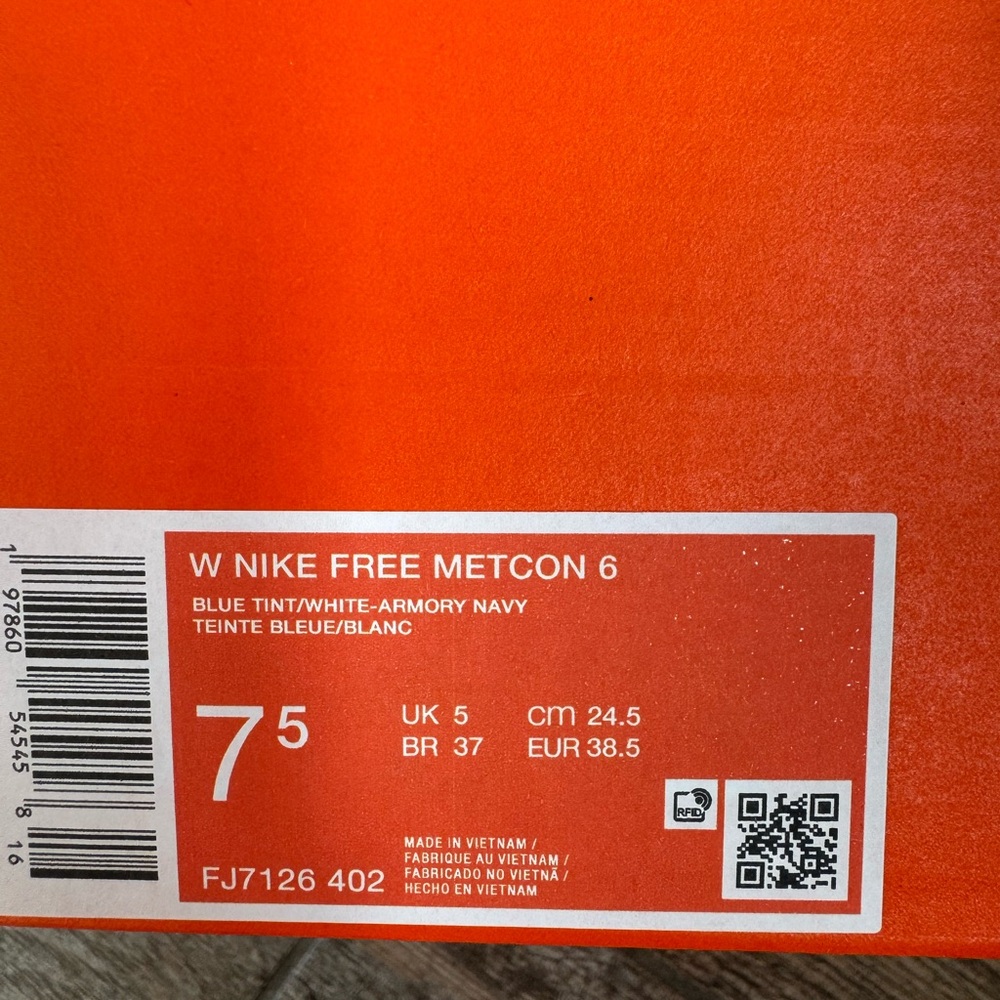 W NIKE FREE METCON 6
BLUE TINT/WHITE-ARMORY NAVY
TEINTE BLEUE/BLANC
7 5
UK 5 cm 24.5
BR 37 EUR 38.5
RFID
MADE IN VIETNAM /
FABRIQUE AU VIETNAM /
FABRICADO NO VIETNÃ /
HECHO EN VIETNAM
FJ7126 402
1 97860 54545 8 16